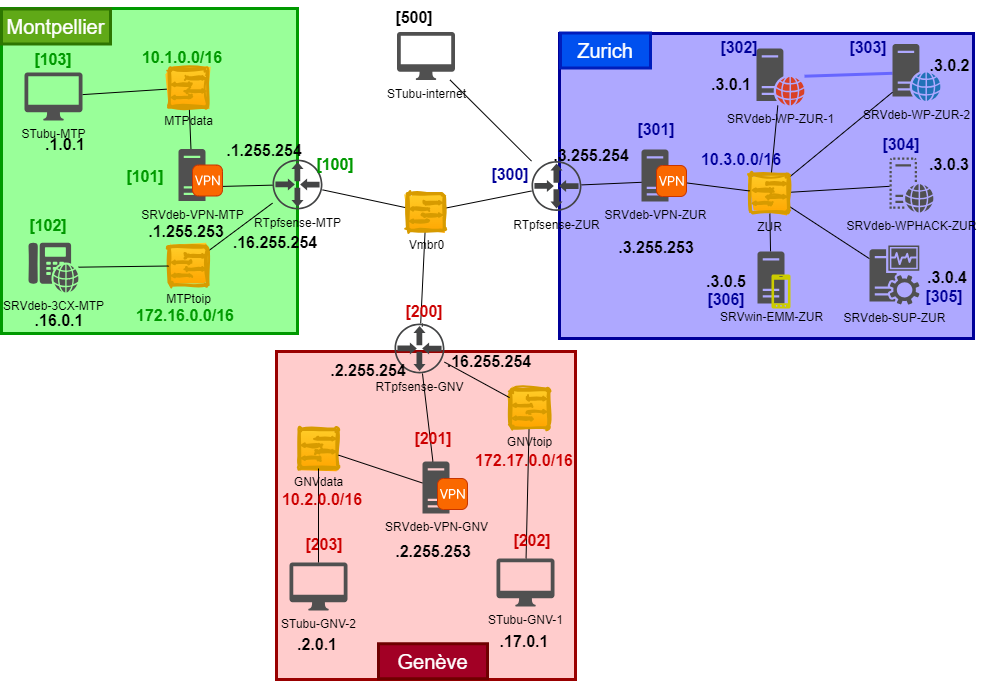 Montpellier
[103]
10.1.0.0/16
STubu-MTP
.1.0.1
MTPdata
[101]
VPN
.1.255.254
[100]
SRVdeb-VPN-MTP
.1.255.253
RTpfsense-MTP
.16.255.254
[102]
SRVdeb-3CX-MTP
.16.0.1
MTPtoip
172.16.0.0/16
[500]
STubu-internet
Vmbr0
Zurich
[302]
[303]
.3.0.1
.3.0.2
SRVdeb-WP-ZUR-1
SRVdeb-WP-ZUR-2
[301]
[304]
.3.255.254
10.3.0.0/16
.3.0.3
[300]
VPN
RTpfsense-ZUR
SRVdeb-VPN-ZUR
ZUR
SRVdeb-WPHACK-ZUR
.3.255.253
.3.0.5
[306]
SRVwin-EMM-ZUR
.3.0.4
[305]
SRVdeb-SUP-ZUR
[200]
.2.255.254
.16.255.254
RTpfsense-GNV
[201]
GNVtoip
172.17.0.0/16
GNVdata
10.2.0.0/16
VPN
SRVdeb-VPN-GNV
.2.255.253
[203]
[202]
STubu-GNV-2
.2.0.1
STubu-GNV-1
.17.0.1
Genève